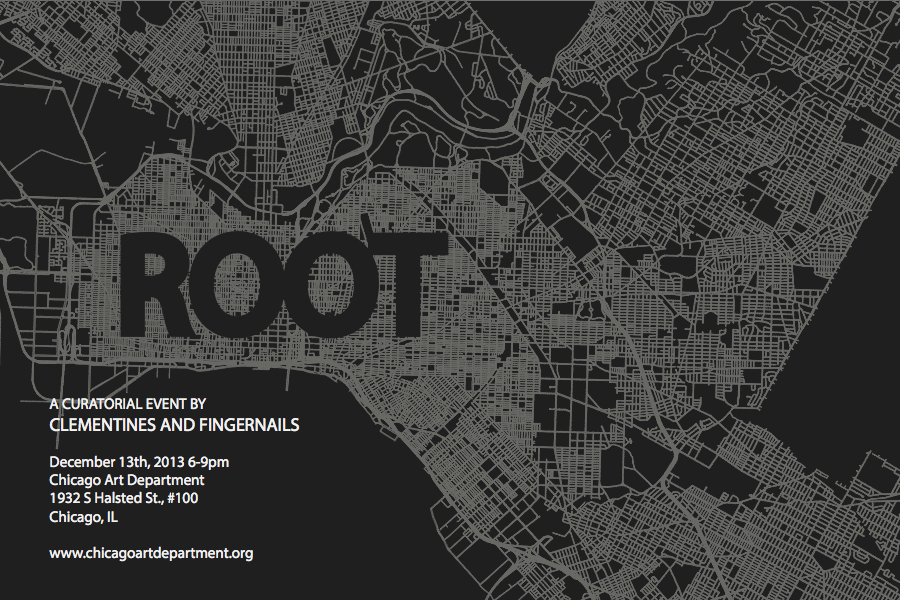 ROOT
A CURATORIAL EVENT BY
CLEMENTINES AND FINGERNAILS
December 13th, 2013 6-9pm
Chicago Art Department
1932 S Halsted St., #100
Chicago, IL
www.chicagoartdepartment.org